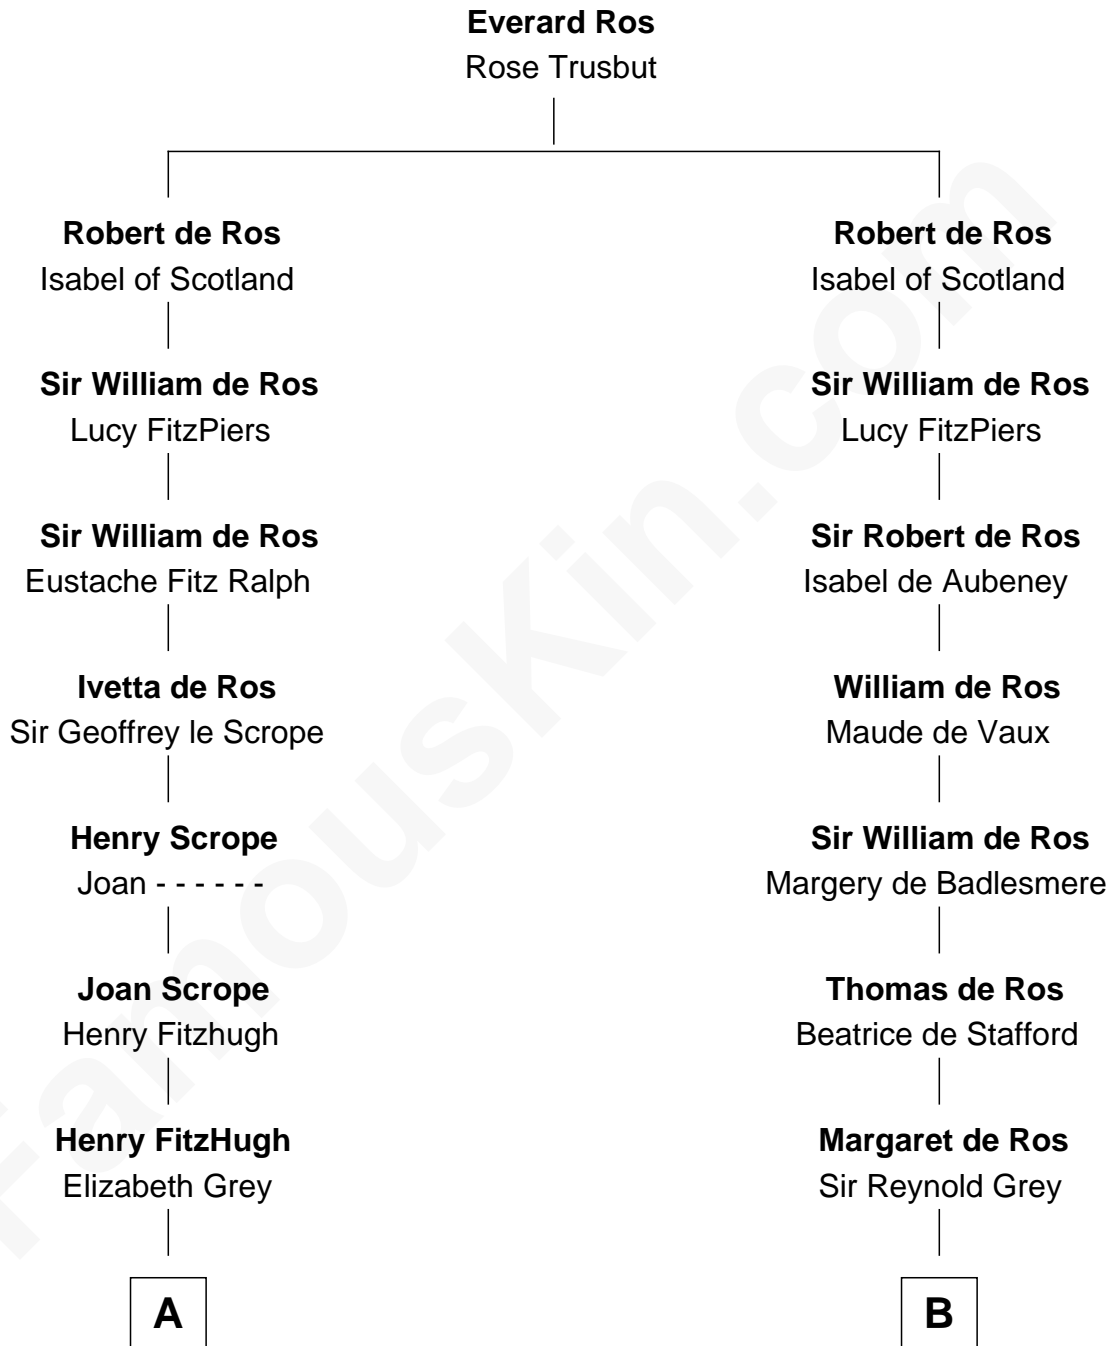 Everard Ros
Rose Trusbut
Robert de Ros
Isabel of Scotland
Sir William de Ros
Lucy FitzPiers
Sir William de Ros
Eustache Fitz Ralph
Ivetta de Ros
Sir Geoffrey le Scrope
Henry Scrope
Joan - - - - - -
Joan Scrope
Henry Fitzhugh
Henry FitzHugh
Elizabeth Grey
A
Robert de Ros
Isabel of Scotland
Sir William de Ros
Lucy FitzPiers
Sir Robert de Ros
Isabel de Aubeney
William de Ros
Maude de Vaux
Sir William de Ros
Margery de Badlesmere
Thomas de Ros
Beatrice de Stafford
Margaret de Ros
Sir Reynold Grey
B
FamousKin.com